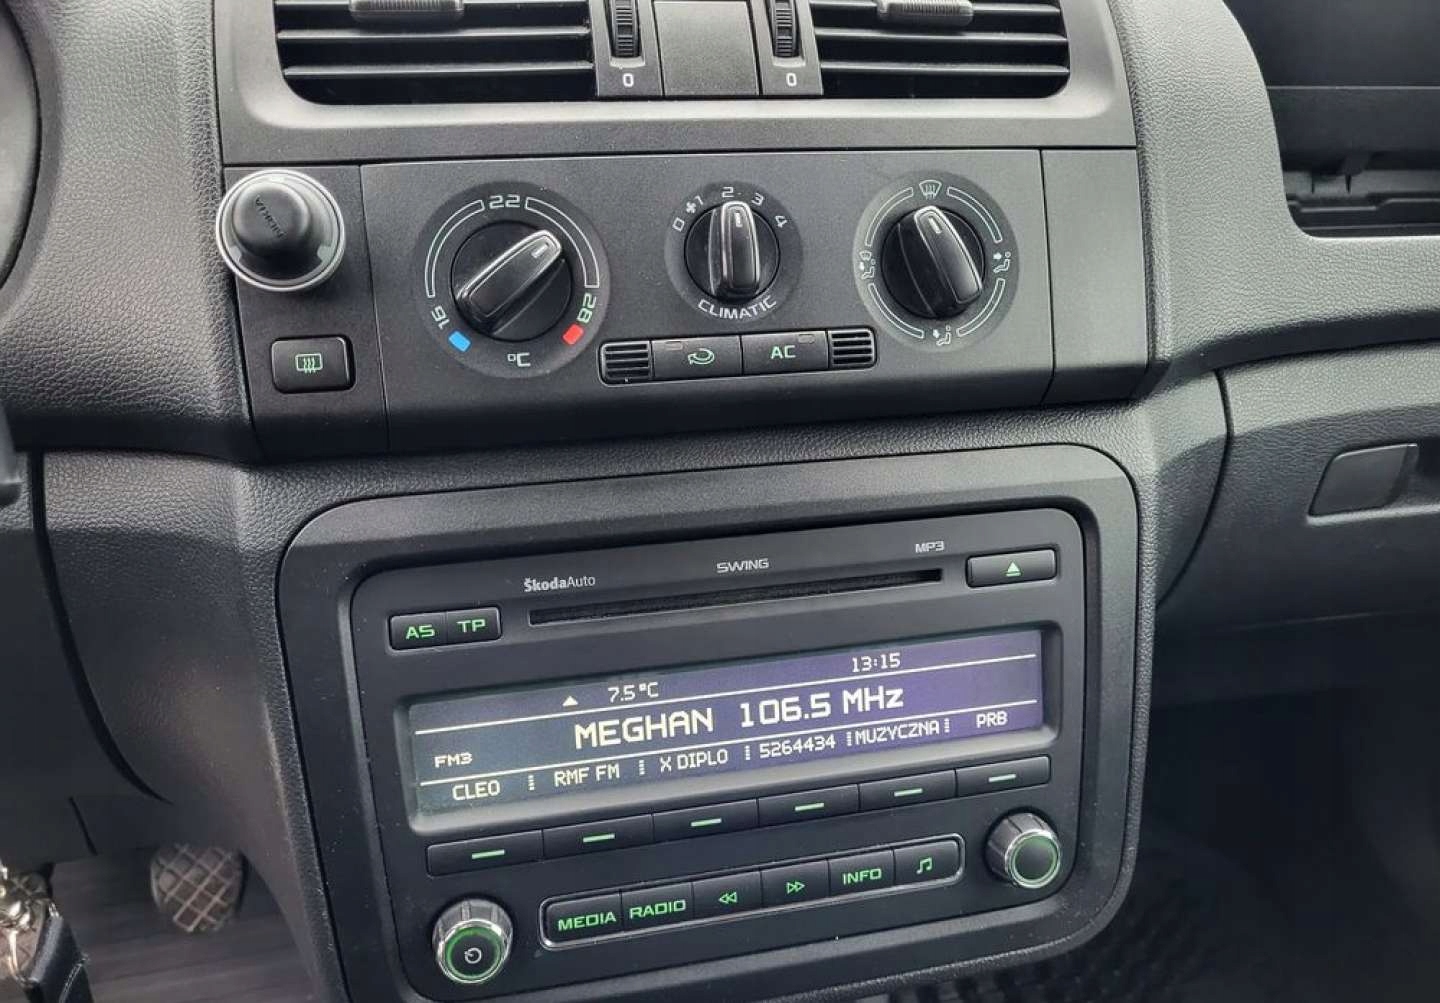 0 0
22
16
28
°C
0 1 2 3 4
CLIMATIC
AC
ŠkodaAuto SWING MP3
AS TP
7.5°C 13:15
MEGHAN 106.5 MHz
FM3
CLEO RMF FM X DIPLO 5264434 MUZYCZNA PRB
MEDIA RADIO INFO